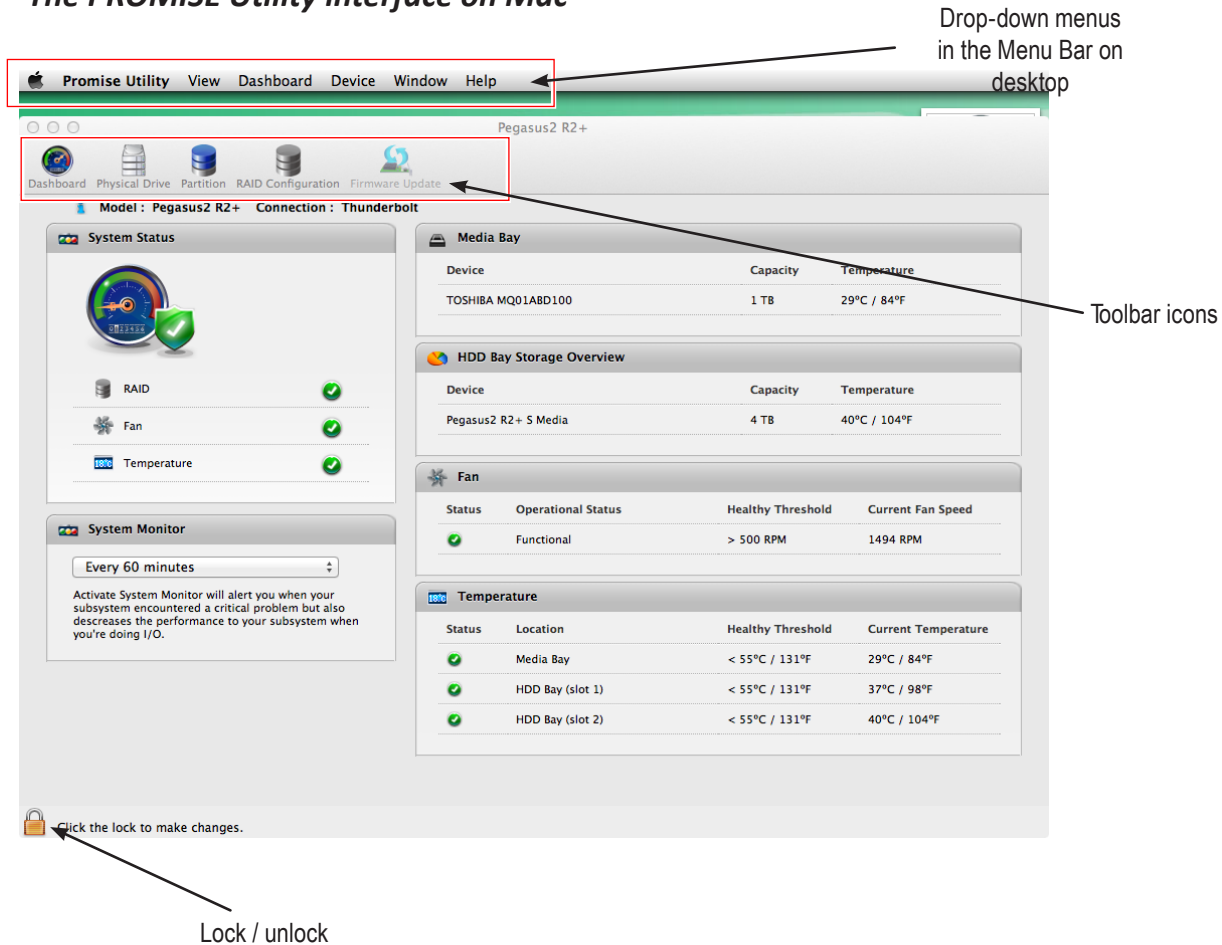 The PROMISE Utility interface on Mac
Drop-down menus
in the Menu Bar on
desktop
Promise Utility View Dashboard Device Window Help
Pegasus2 R2+
Dashboard Physical Drive Partition RAID Configuration Firmware Update
Model : Pegasus2 R2+ Connection : Thunderbolt
System Status
RAID
Fan
18°c Temperature
System Monitor
Every 60 minutes
Activate System Monitor will alert you when your
subsystem encountered a critical problem but also
descreases the performance to your subsystem when
you're doing I/O.
Media Bay
Device Capacity Temperature
TOSHIBA MQ01ABD100 1 TB 29ºC / 84ºF
HDD Bay Storage Overview
Device Capacity Temperature
Pegasus2 R2+ S Media 4 TB 40ºC / 104ºF
Fan
Status Operational Status Healthy Threshold Current Fan Speed
Functional > 500 RPM 1494 RPM
18°c Temperature
Status Location Healthy Threshold Current Temperature
Media Bay < 55ºC / 131ºF 29ºC / 84ºF
HDD Bay (slot 1) < 55ºC / 131ºF 37ºC / 98ºF
HDD Bay (slot 2) < 55ºC / 131ºF 40ºC / 104ºF
Toolbar icons
Click the lock to make changes.
Lock / unlock